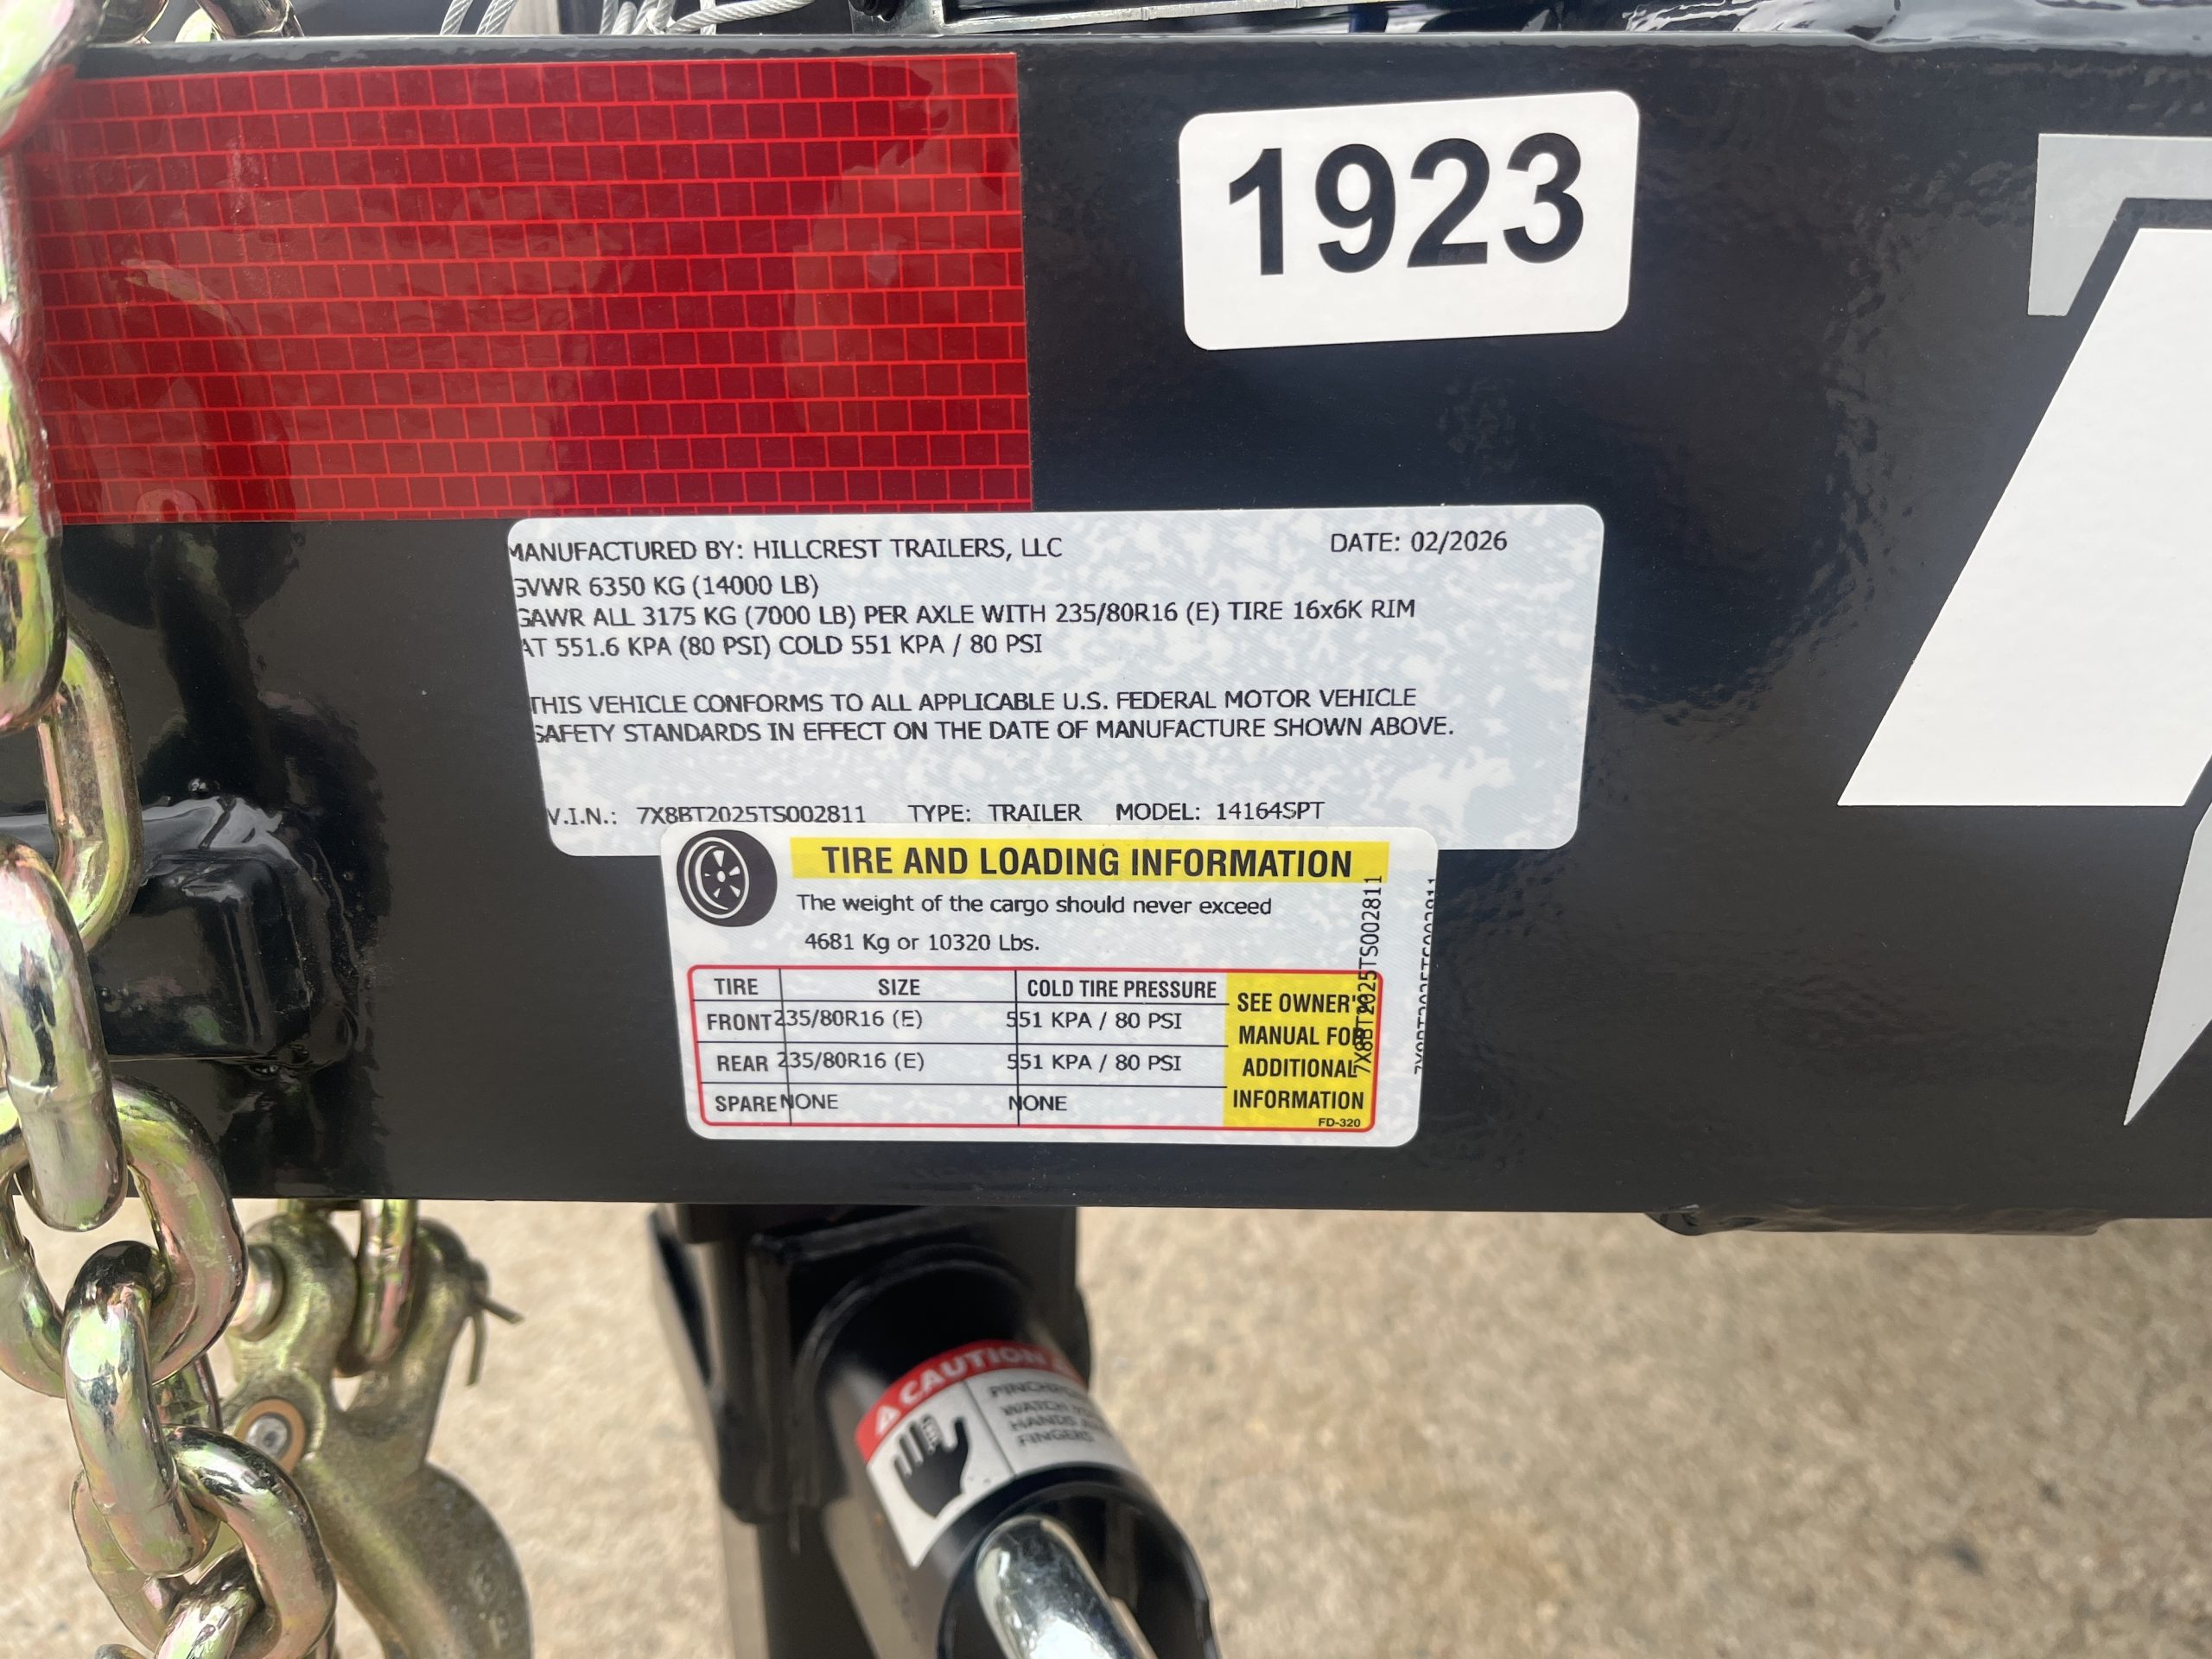 1923
MANUFACTURED BY: HILLCREST TRAILERS, LLC DATE: 02/2026
GVWR 6350 KG (14000 LB)
GAWR ALL 3175 KG (7000 LB) PER AXLE WITH 235/80R16 (E) TIRE 16x6K RIM
AT 551.6 KPA (80 PSI) COLD 551 KPA / 80 PSI
THIS VEHICLE CONFORMS TO ALL APPLICABLE U.S. FEDERAL MOTOR VEHICLE
SAFETY STANDARDS IN EFFECT ON THE DATE OF MANUFACTURE SHOWN ABOVE.
V.I.N.: 7X8BT2025TS002811 TYPE: TRAILER MODEL: 14164SPT
TIRE AND LOADING INFORMATION
The weight of the cargo should never exceed
4681 Kg or 10320 Lbs.
TIRE SIZE COLD TIRE PRESSURE
FRONT 235/80R16 (E) 551 KPA / 80 PSI
REAR 235/80R16 (E) 551 KPA / 80 PSI
SPARE NONE NONE
SEE OWNER'S
MANUAL FOR
ADDITIONAL
INFORMATION
FD-320
7X8BT2025TS002811
CAUTION
WATCH
HANDS
FINGERS